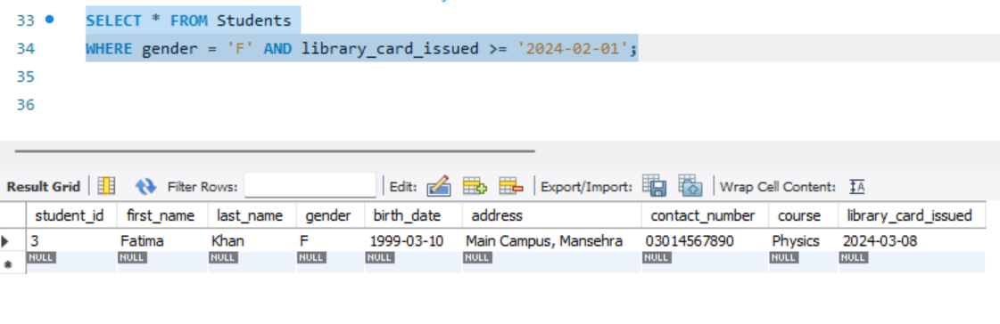 33 SELECT * FROM Students
34 WHERE gender = 'F' AND library_card_issued >= '2024-02-01';
35
36
Result Grid Filter Rows: Edit: Export/Import: Wrap Cell Content: IA
student_id first_name last_name gender birth_date address contact_number course library_card_issued
3 Fatima Khan F 1999-03-10 Main Campus, Mansehra 03014567890 Physics 2024-03-08
NULL NULL NULL NULL NULL NULL NULL NULL NULL